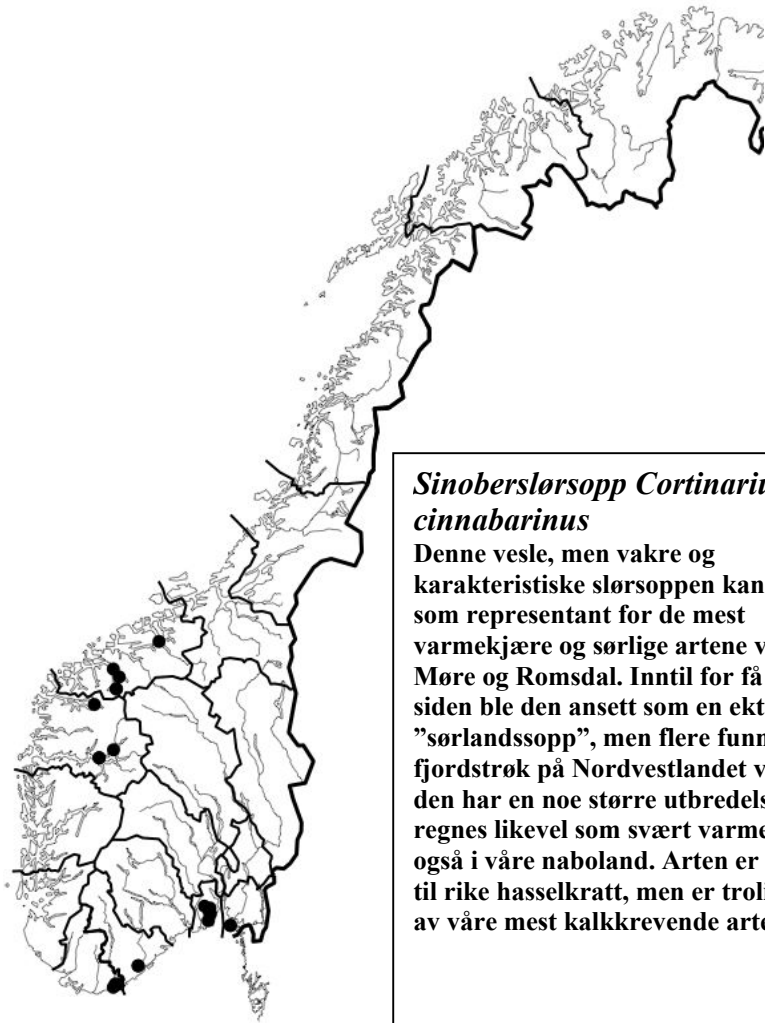 Sinoberslørsopp Cortinariu
cinnabarinus
Denne vesle, men vakre og
karakteristiske slørsoppen kan
som representant for de mest
varmekjære og sørlige artene v
Møre og Romsdal. Inntil for få
siden ble den ansett som en ekt
”sørlandssopp”, men flere funn
fjordstrøk på Nordvestlandet v
den har en noe større utbredels
regnes likevel som svært varme
også i våre naboland. Arten er
til rike hasselkratt, men er troli
av våre mest kalkkrevende arte